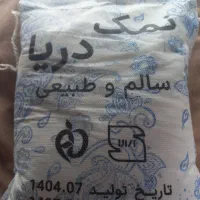 نمک
دریا
سالم و طبیعی
تاریخ تولید 1404.07